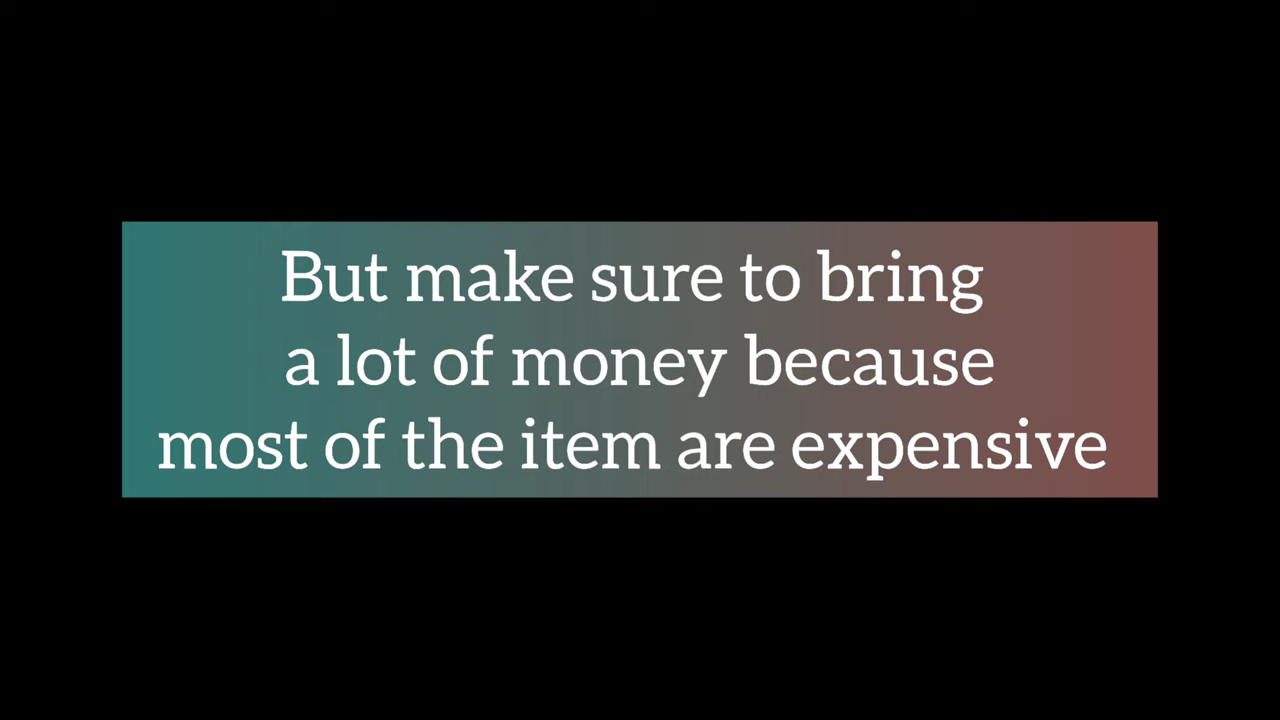 But make sure to bring
a lot of money because
most of the item are expensive